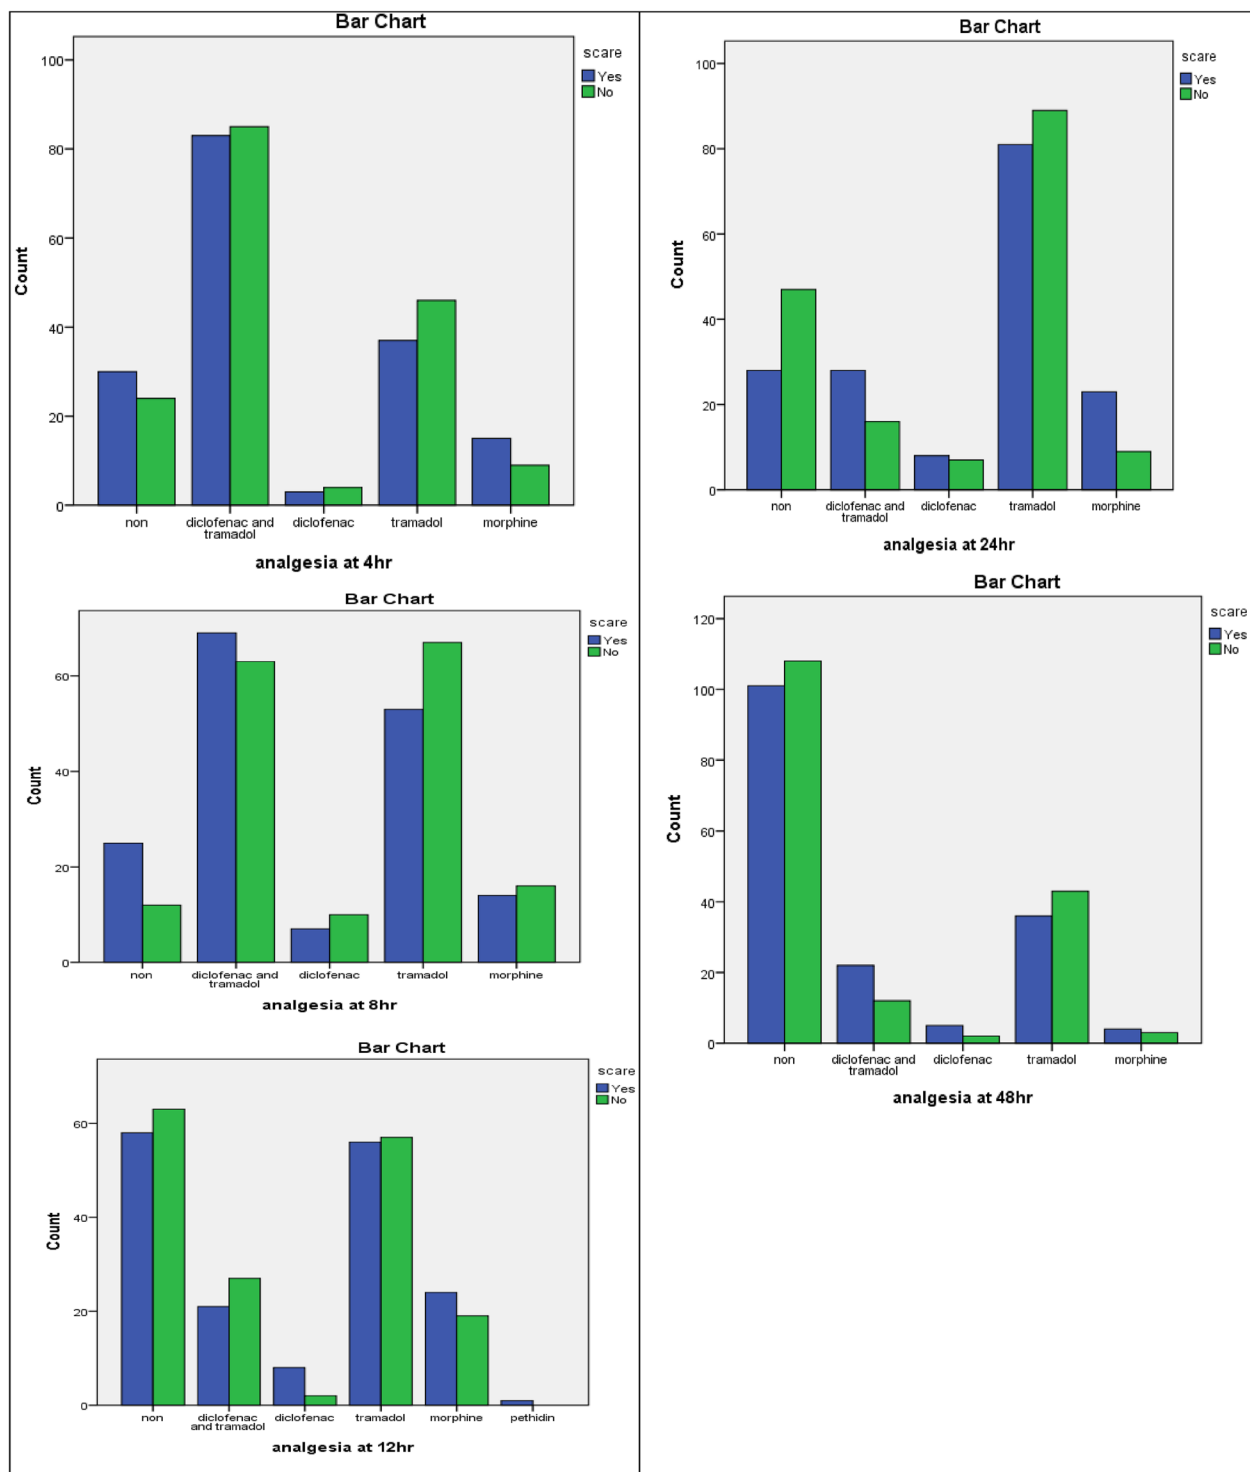 Bar Chart
scare
Yes
No
100
80
60
40
20
0
Count
non
diclofenac and
tramadol
diclofenac
tramadol
morphine
analgesia at 4hr
Bar Chart
scare
Yes
No
60
40
20
0
Count
non
diclofenac and
tramadol
diclofenac
tramadol
morphine
analgesia at 8hr
Bar Chart
scare
Yes
No
60
40
20
0
Count
non
diclofenac
and tramadol
diclofenac
tramadol
morphine
pethidin
analgesia at 12hr
Bar Chart
scare
Yes
No
100
80
60
40
20
0
Count
non
diclofenac and
tramadol
diclofenac
tramadol
morphine
analgesia at 24hr
Bar Chart
scare
Yes
No
120
100
80
60
40
20
0
Count
non
diclofenac and
tramadol
diclofenac
tramadol
morphine
analgesia at 48hr